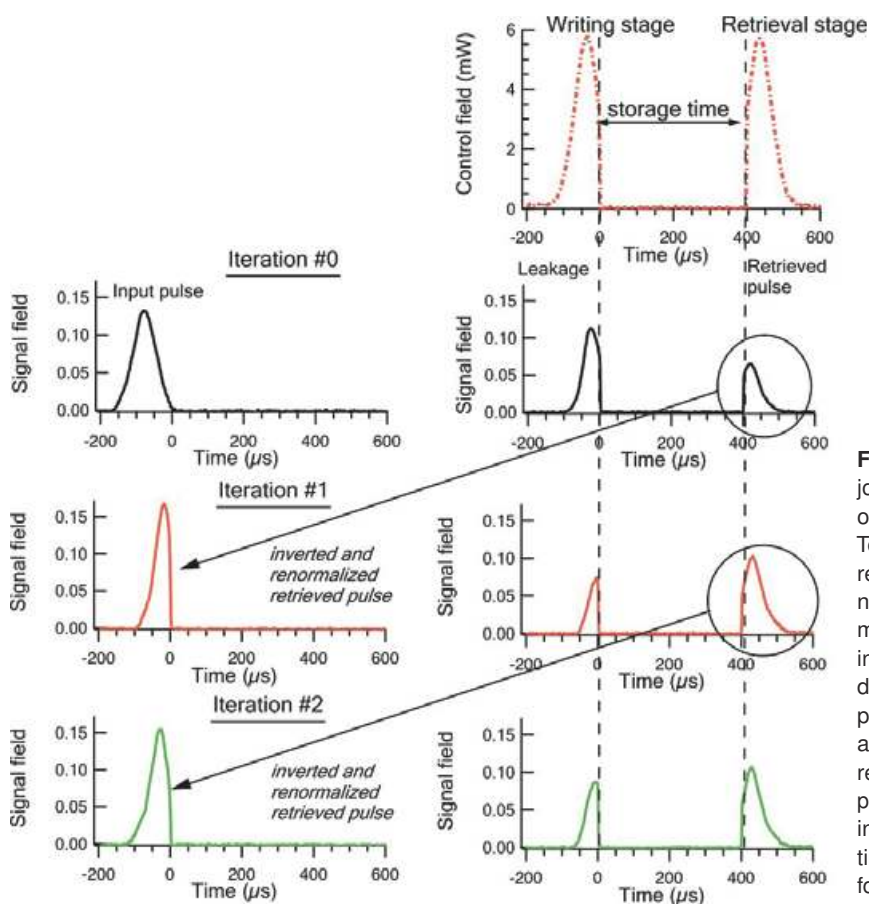 Writing stage
Retrieval stage
Control field (mW)
6
4
2
0
storage time
-200 0 200 400 600
Time (µs)
Iteration #0
Input pulse
Signal field
0.15
0.10
0.05
0.00
-200 0 200 400 600
Time (µs)
Leakage
Retrieved
pulse
Signal field
0.15
0.10
0.05
0.00
-200 0 200 400 600
Time (µs)
Iteration #1
Signal field
0.15
0.10
0.05
0.00
inverted and
renormalized
retrieved pulse
-200 0 200 400 600
Time (µs)
Signal field
0.15
0.10
0.05
0.00
-200 0 200 400 600
Time (µs)
Iteration #2
Signal field
0.15
0.10
0.05
0.00
inverted and
renormalized
retrieved pulse
-200 0 200 400 600
Time (µs)
Signal field
0.15
0.10
0.05
0.00
-200 0 200 400 600
Time (µs)